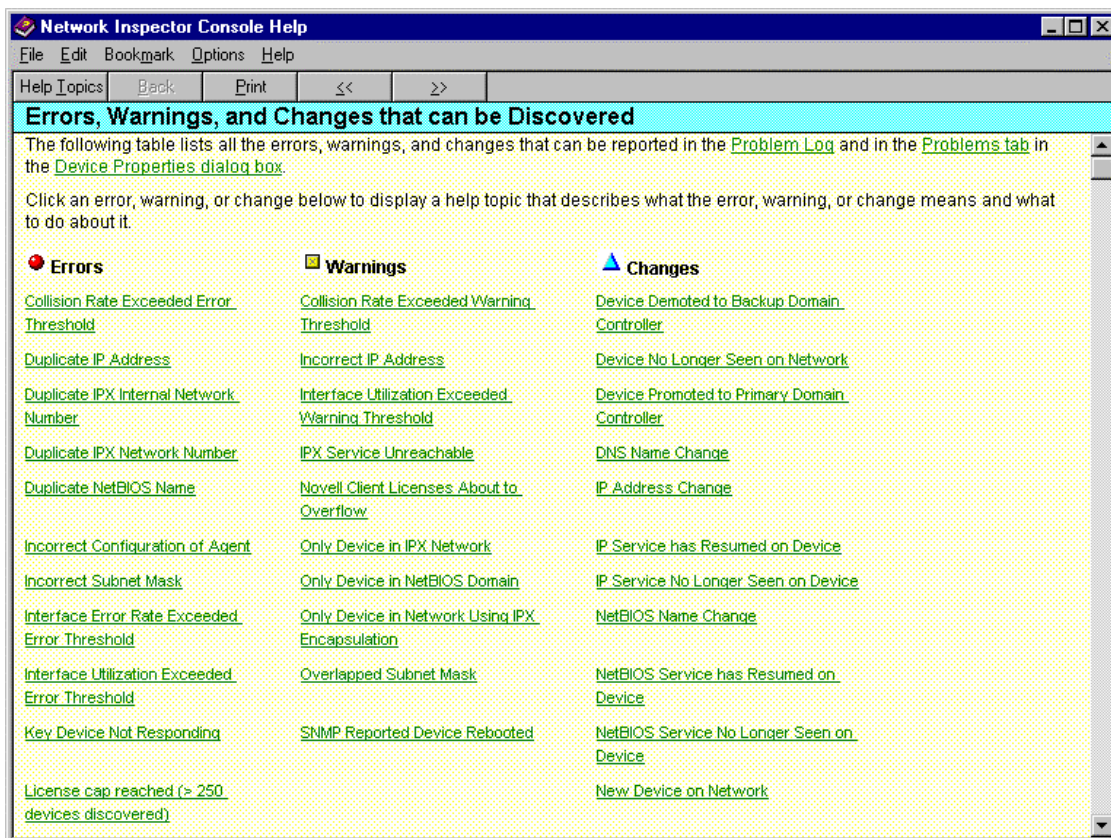 Network Inspector Console Help
File Edit Bookmark Options Help
Help Topics Back Print << >>
Errors, Warnings, and Changes that can be Discovered
The following table lists all the errors, warnings, and changes that can be reported in the Problem Log and in the Problems tab in
the Device Properties dialog box.
Click an error, warning, or change below to display a help topic that describes what the error, warning, or change means and what
to do about it.
Errors Warnings Changes
Collision Rate Exceeded Error Collision Rate Exceeded Warning Device Demoted to Backup Domain
Threshold Threshold Controller
Duplicate IP Address Incorrect IP Address Device No Longer Seen on Network
Duplicate IPX Internal Network Interface Utilization Exceeded Device Promoted to Primary Domain
Number Warning Threshold Controller
Duplicate IPX Network Number IPX Service Unreachable DNS Name Change
Duplicate NetBIOS Name Novell Client Licenses About to IP Address Change
Overflow
Incorrect Configuration of Agent Only Device in IPX Network IP Service has Resumed on Device
Incorrect Subnet Mask Only Device in NetBIOS Domain IP Service No Longer Seen on Device
Interface Error Rate Exceeded Only Device in Network Using IPX NetBIOS Name Change
Error Threshold Encapsulation
Interface Utilization Exceeded Overlapped Subnet Mask NetBIOS Service has Resumed on
Error Threshold Device
Key Device Not Responding SNMP Reported Device Rebooted NetBIOS Service No Longer Seen on
Device
License cap reached (> 250 New Device on Network
devices discovered)